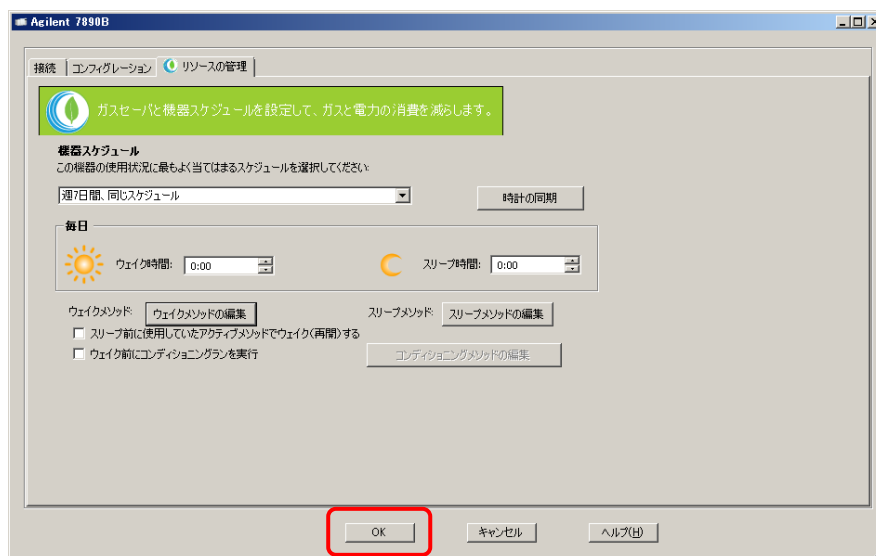 Agilent 7890B
接続 コンフィグレーション リソースの管理
ガスセーバと機器スケジュールを設定して、ガスと電力の消費を減らします。
機器スケジュール
この機器の使用状況に最もよく当てはまるスケジュールを選択してください:
週7日間、同じスケジュール 時計の同期
毎日
ウェイク時間: 0:00 スリープ時間: 0:00
ウェイクメソッド: ウェイクメソッドの編集 スリープメソッド: スリープメソッドの編集
スリープ前に使用していたアクティブメソッドでウェイク(再開)する
ウェイク前にコンディショニングランを実行 コンディショニングメソッドの編集
OK キャンセル ヘルプ(H)